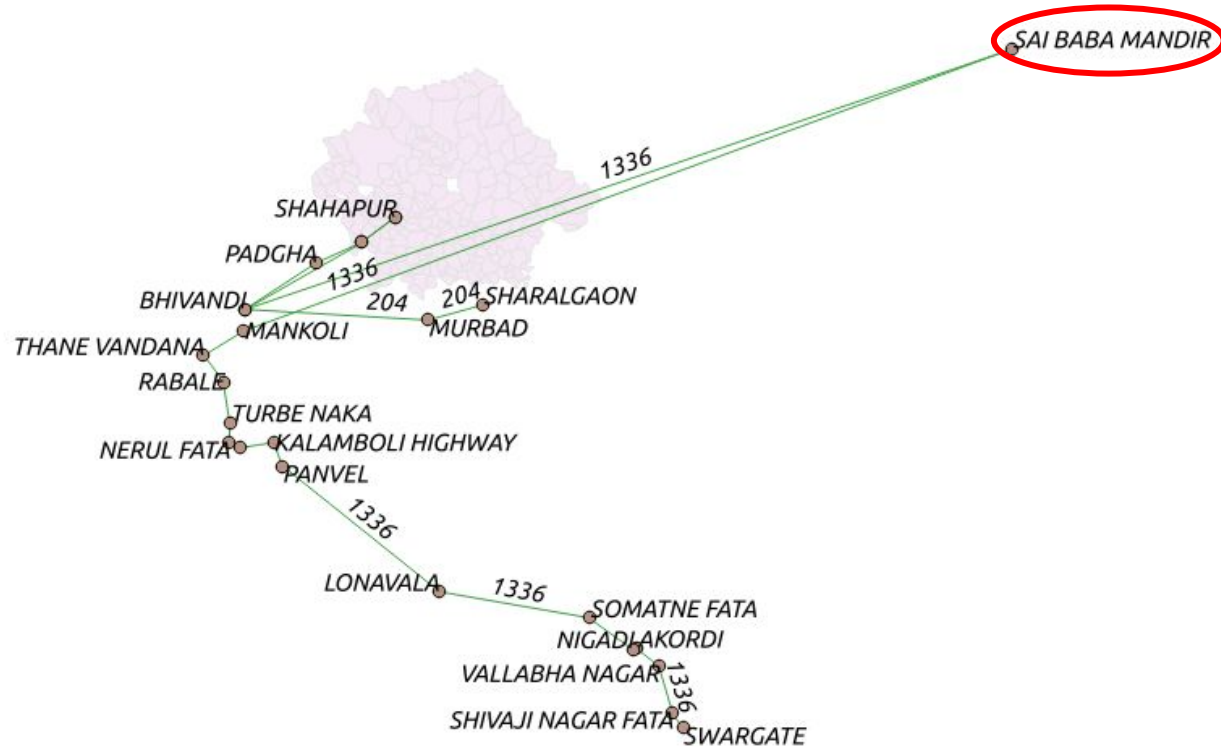 SAI BABA MANDIR
1336
SHAHAPUR
PADGHA
1336
BHIVANDI
204
204
SHARALGAON
MANKOLI
MURBAD
THANE VANDANA
RABALE
TURBE NAKA
NERUL FATA
KALAMBOLI HIGHWAY
PANVEL
1336
LONAVALA
1336
SOMATNE FATA
NIGADI
AKORDI
VALLABHA NAGAR
1336
SHIVAJI NAGAR FATA
SWARGATE